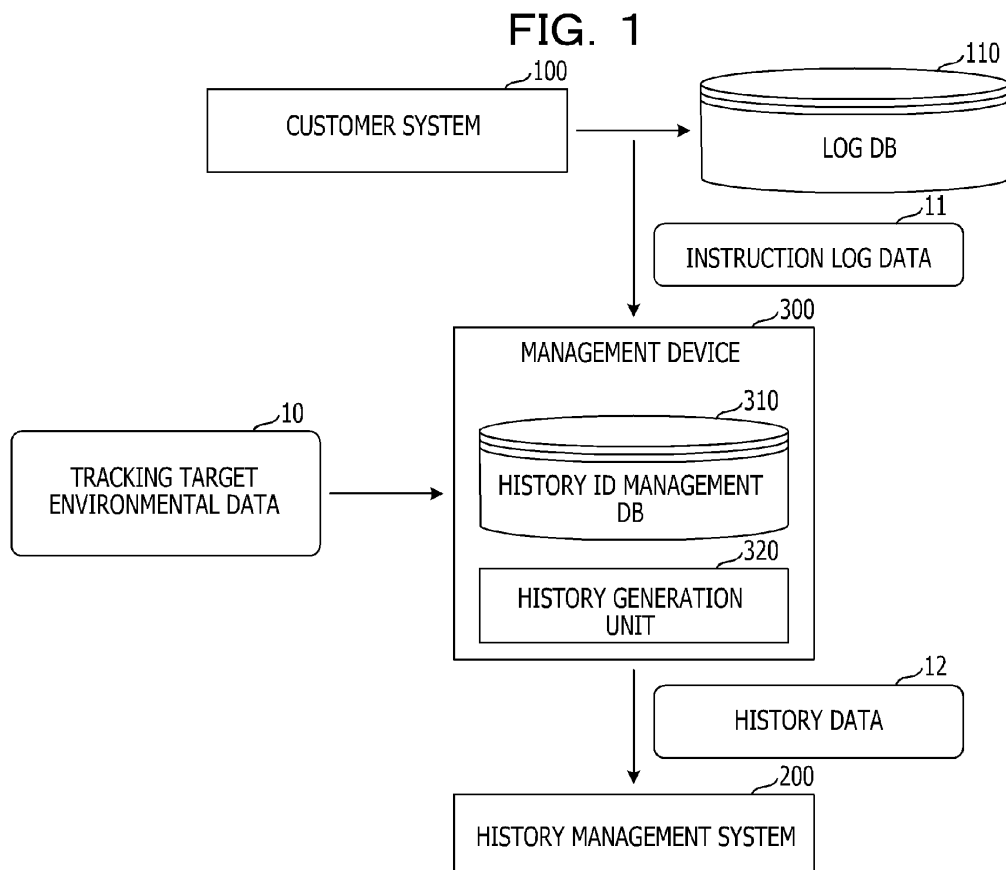 FIG. 1
100
110
CUSTOMER SYSTEM
LOG DB
11
INSTRUCTION LOG DATA
300
MANAGEMENT DEVICE
310
HISTORY ID MANAGEMENT
DB
10
TRACKING TARGET
ENVIRONMENTAL DATA
320
HISTORY GENERATION
UNIT
12
HISTORY DATA
200
HISTORY MANAGEMENT SYSTEM